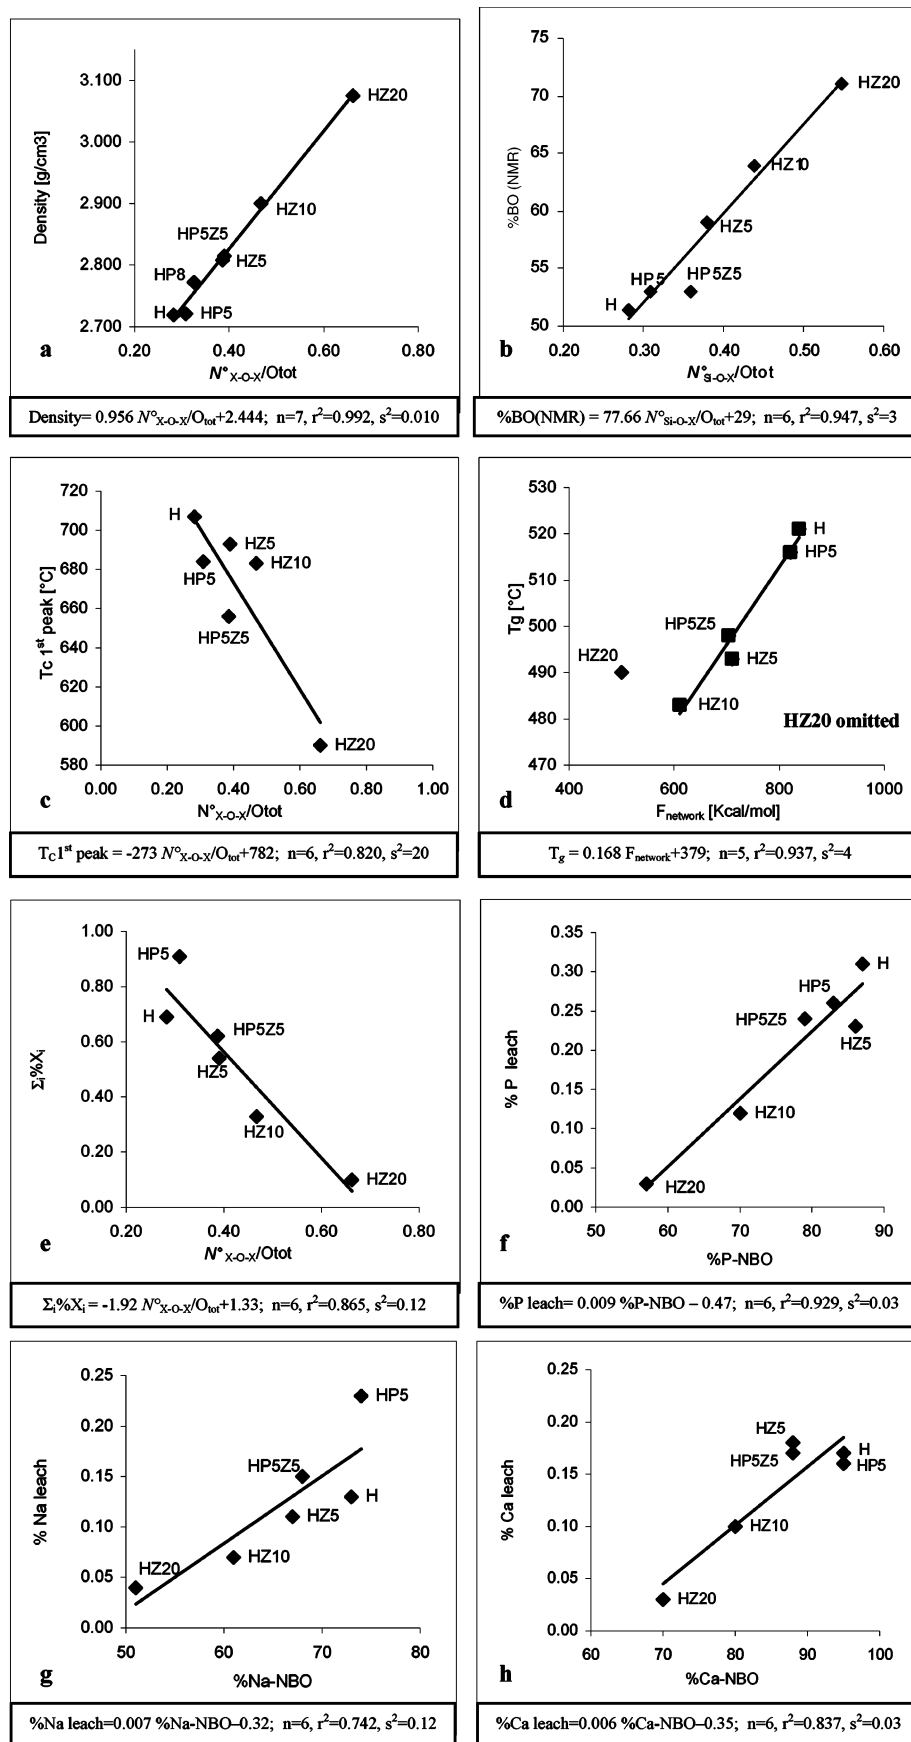 3.100
3.000
2.900
2.800
2.700
Density [g/cm3]
HZ20
HZ10
HP5Z5
HZ5
HP8
H
HP5
0.20 0.40 0.60 0.80
a
N°X-O-X/Otot
Density= 0.956 N°X-O-X/Otot+2.444; n=7, r²=0.992, s²=0.010
75
70
65
60
55
50
%BO (NMR)
HZ20
HZ10
HZ5
HP5
HP5Z5
H
0.20 0.30 0.40 0.50 0.60
b
N°Si-O-X/Otot
%BO(NMR) = 77.66 N°Si-O-X/Otot+29; n=6, r²=0.947, s²=3
720
700
680
660
640
620
600
580
Tc 1st peak [°C]
H
HZ5
HZ10
HP5
HP5Z5
HZ20
0.00 0.20 0.40 0.60 0.80 1.00
c
N°X-O-X/Otot
TC1st peak = -273 N°X-O-X/Otot+782; n=6, r²=0.820, s²=20
530
520
510
500
490
480
470
Tg [°C]
H
HP5
HP5Z5
HZ5
HZ20
HZ10
HZ20 omitted
400 600 800 1000
d
Fnetwork [Kcal/mol]
Tg = 0.168 Fnetwork+379; n=5, r²=0.937, s²=4
1.00
0.80
0.60
0.40
0.20
0.00
Σi%Xi
HP5
H
HP5Z5
HZ5
HZ10
HZ20
0.20 0.40 0.60 0.80
e
N°X-O-X/Otot
Σi%Xi = -1.92 N°X-O-X/Otot+1.33; n=6, r²=0.865, s²=0.12
0.35
0.30
0.25
0.20
0.15
0.10
0.05
0.00
% P leach
H
HP5
HP5Z5
HZ5
HZ10
HZ20
50 60 70 80 90
f
%P-NBO
%P leach= 0.009 %P-NBO – 0.47; n=6, r²=0.929, s²=0.03
0.25
0.20
0.15
0.10
0.05
0.00
% Na leach
HP5
HP5Z5
H
HZ5
HZ10
HZ20
50 60 70 80
g
%Na-NBO
%Na leach=0.007 %Na-NBO–0.32; n=6, r²=0.742, s²=0.12
0.25
0.20
0.15
0.10
0.05
0.00
% Ca leach
HZ5
HP5Z5
H
HP5
HZ10
HZ20
60 70 80 90 100
h
%Ca-NBO
%Ca leach=0.006 %Ca-NBO–0.35; n=6, r²=0.837, s²=0.03